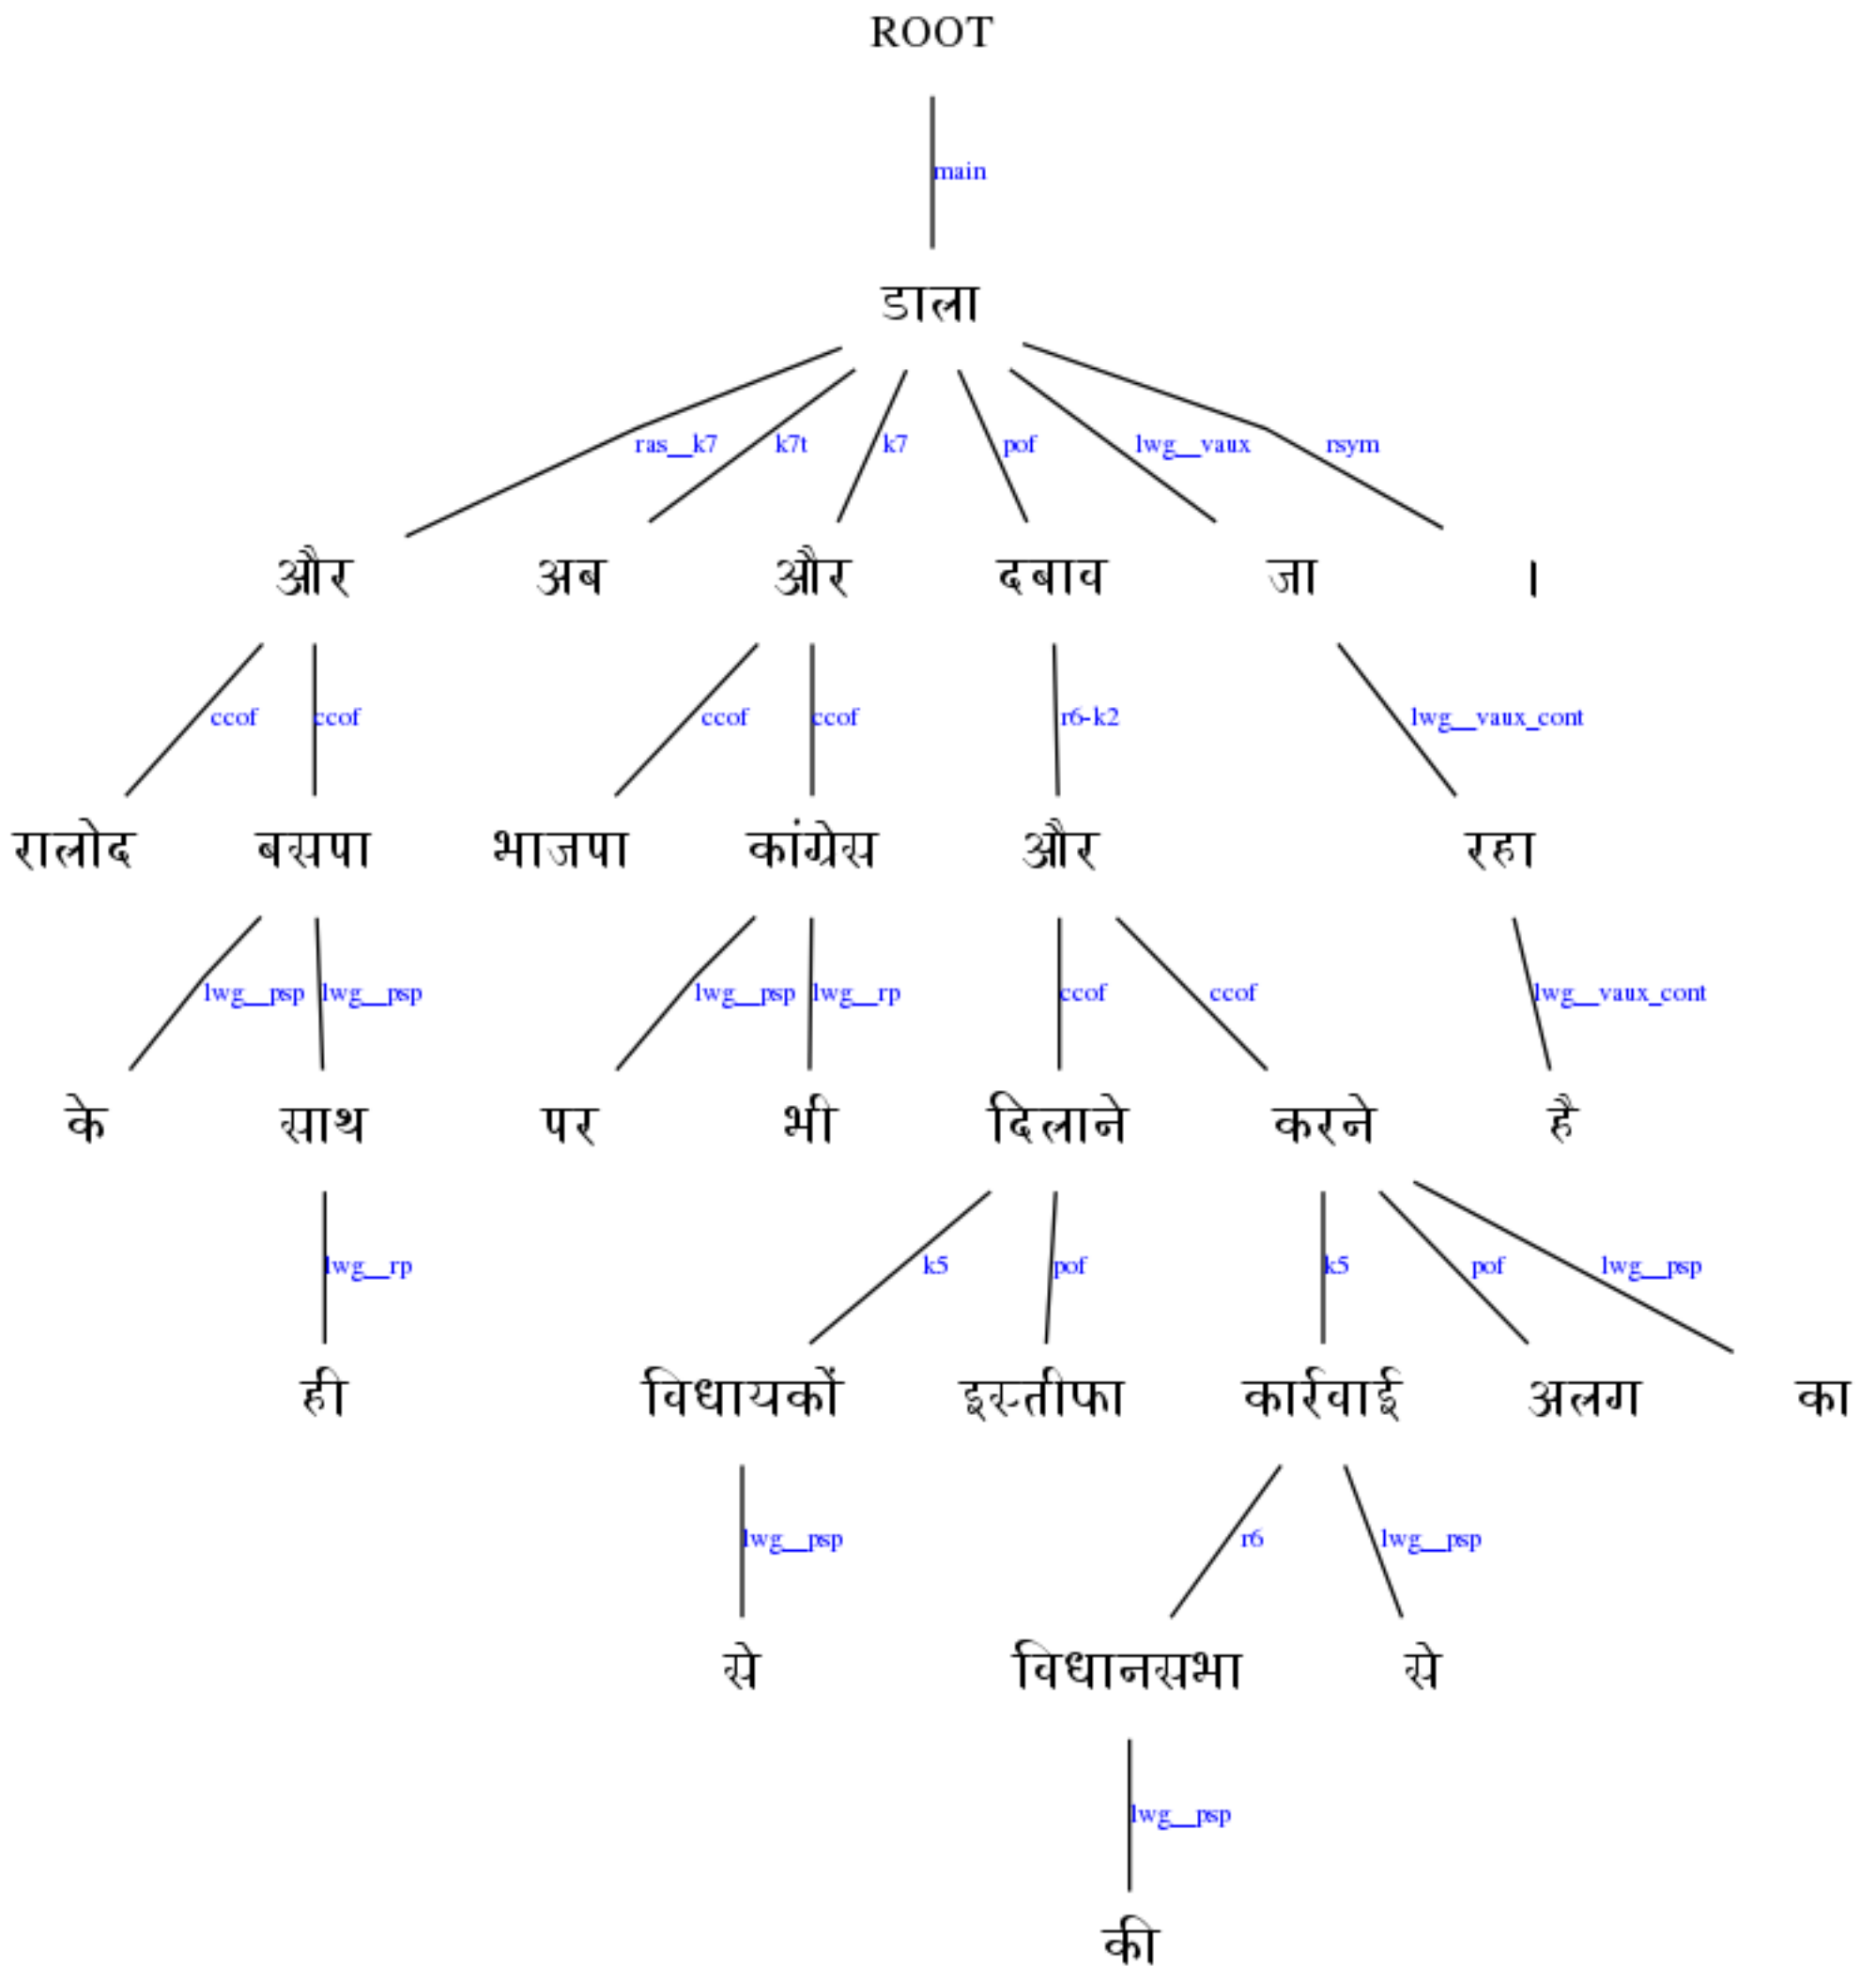 ROOT
main
डाला
ras__k7 k7t k7 pof lwg__vaux rsym
और अब और दबाव जा ।
ccof ccof ccof ccof r6-k2 lwg__vaux_cont
रालोद बसपा भाजपा कांग्रेस और रहा
lwg__psp lwg__psp lwg__psp lwg__rp ccof ccof lwg__vaux_cont
के साथ पर भी दिलाने करने है
lwg__rp k5 pof k5 pof lwg__psp
ही विधायकों इस्तीफा कार्रवाई अलग का
lwg__psp r6 lwg__psp
से विधानसभा से
lwg__psp
की